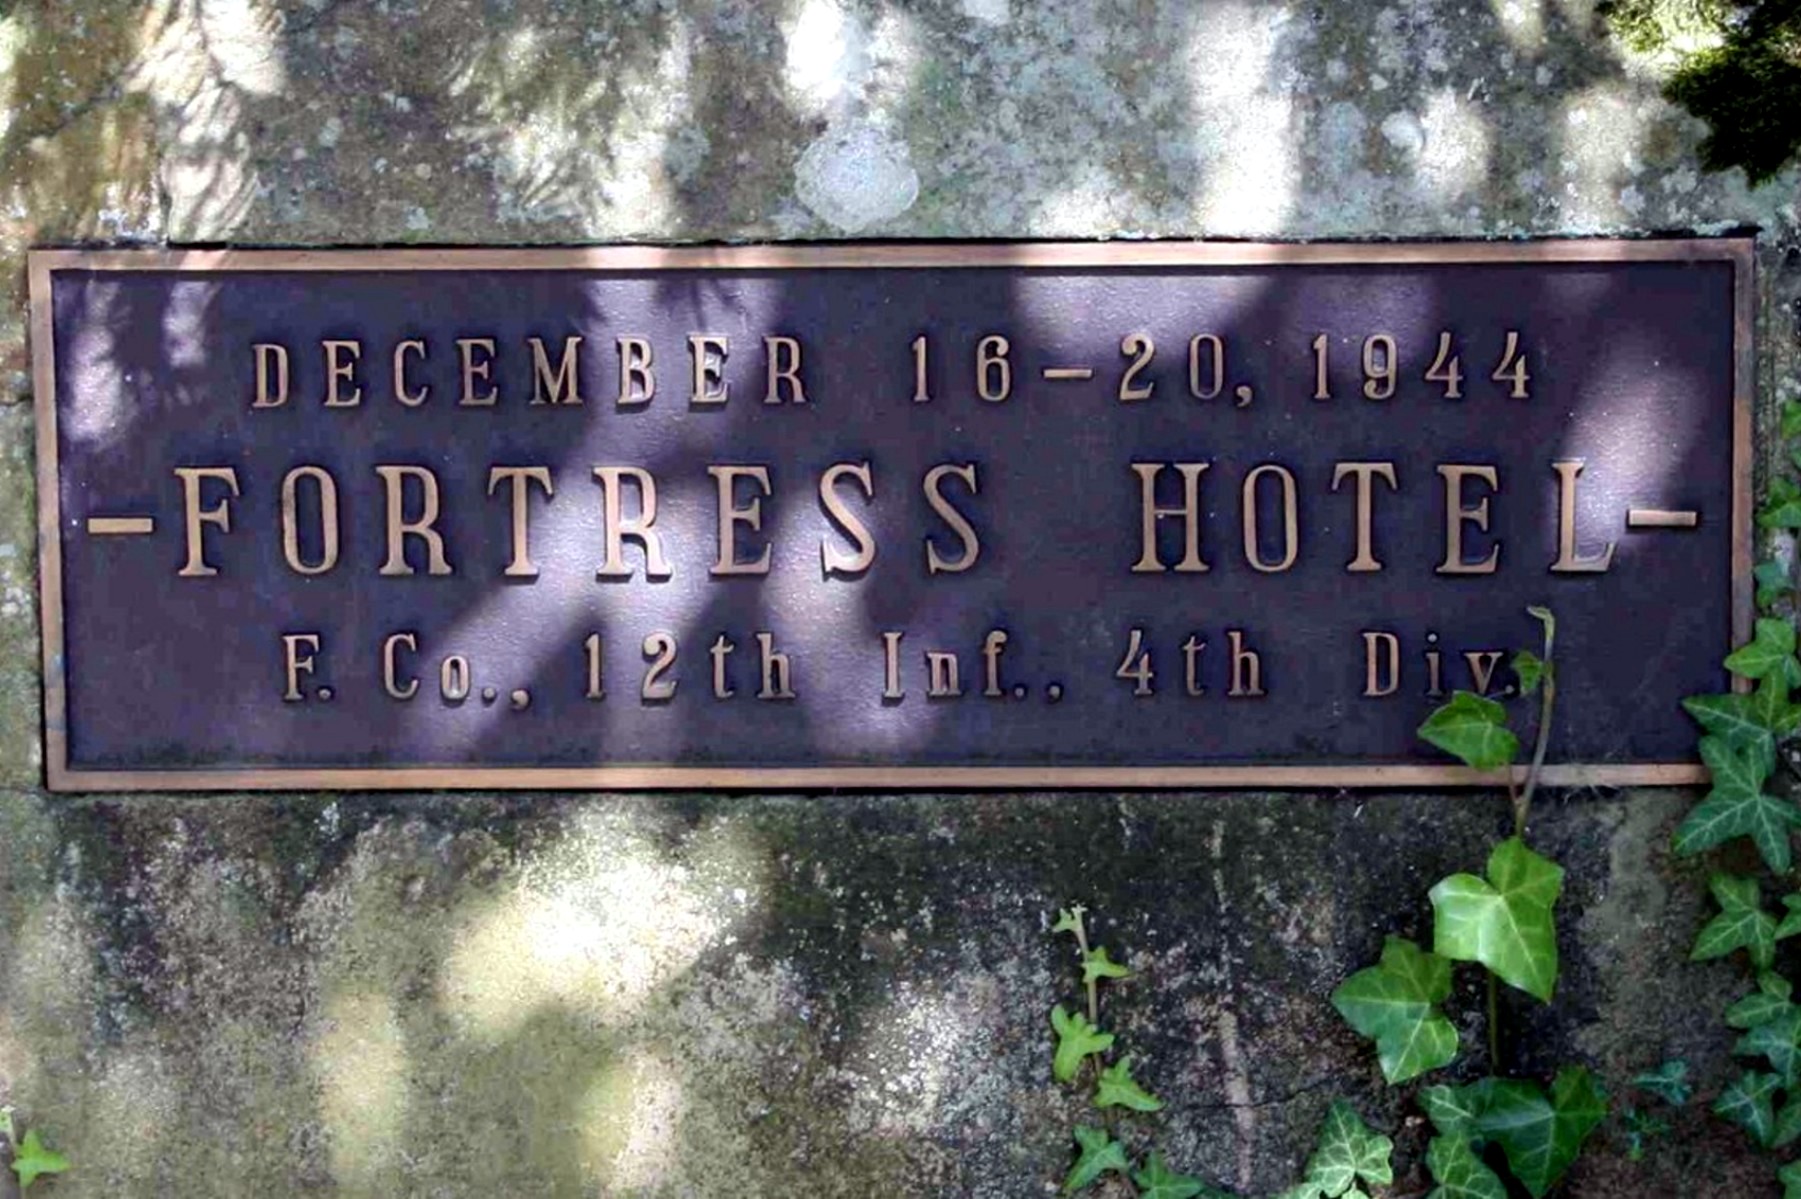 DECEMBER 16-20, 1944
-FORTRESS HOTEL-
F. Co., 12th Inf., 4th Div.